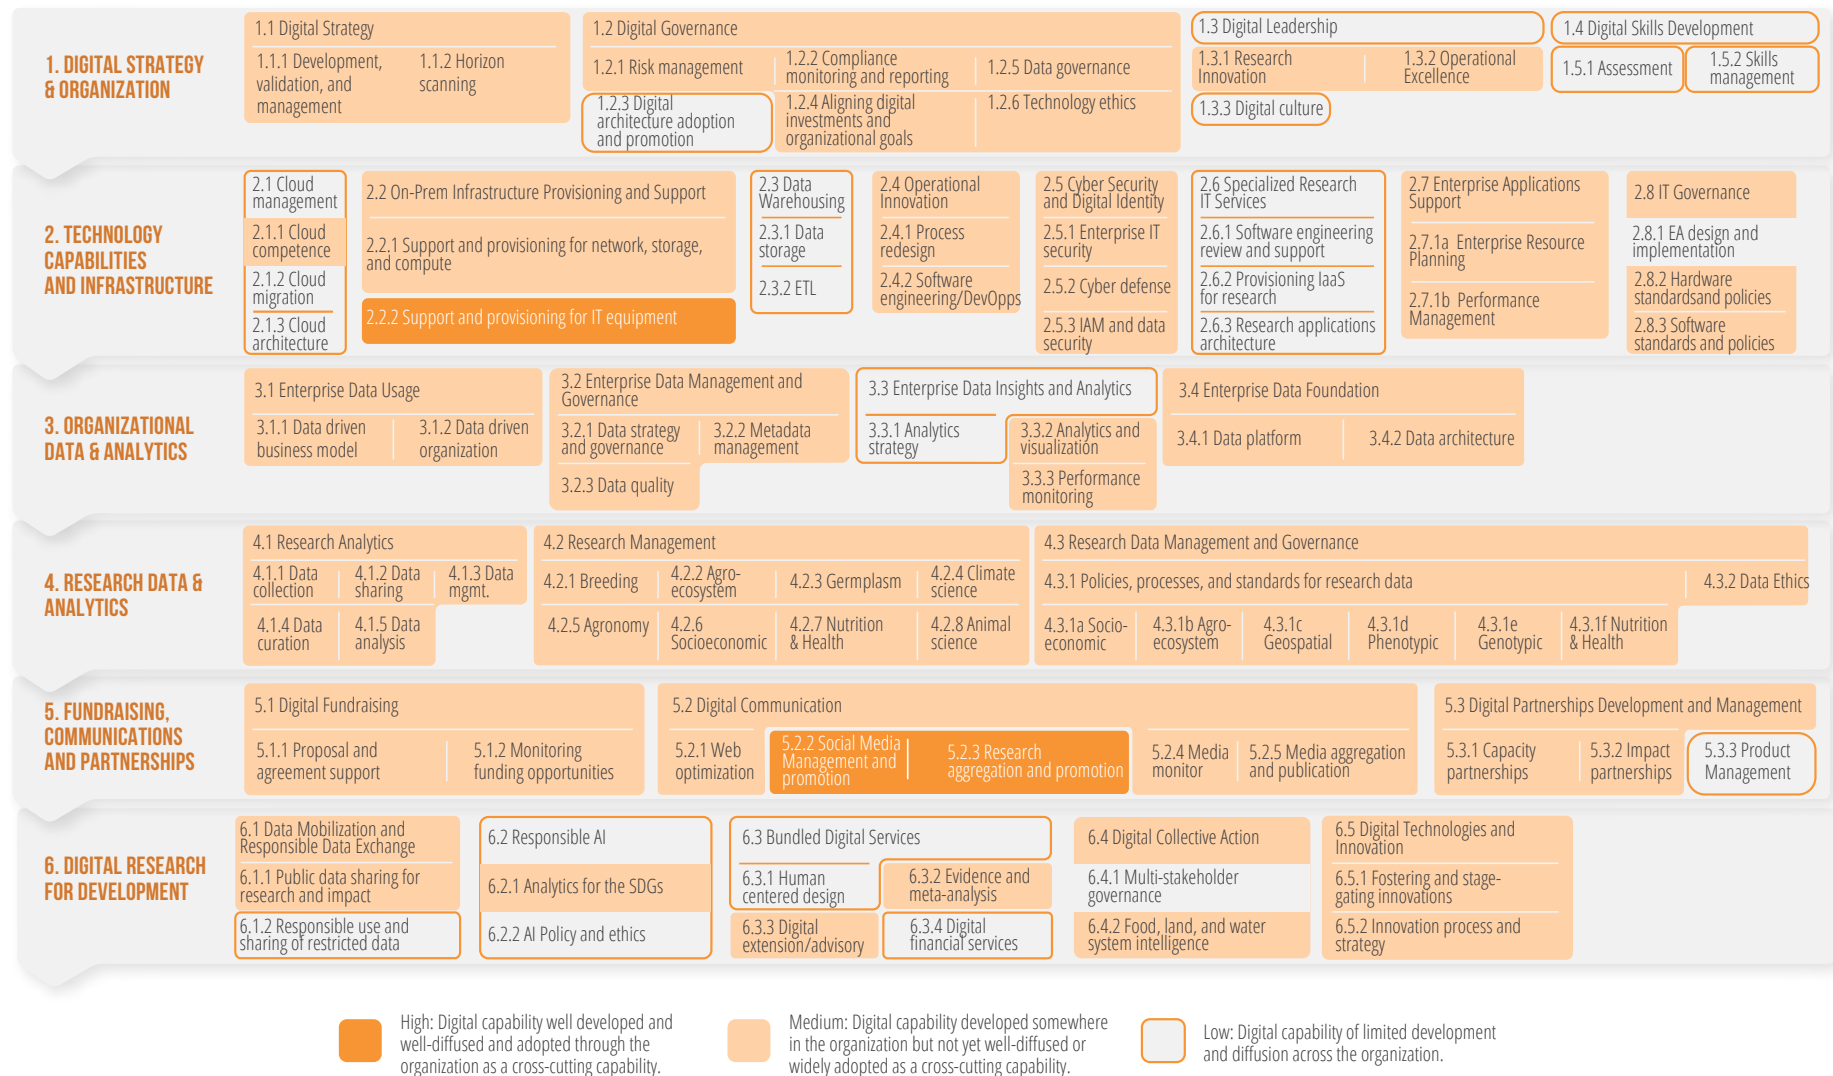 1. DIGITAL STRATEGY
& ORGANIZATION
1.1 Digital Strategy
1.1.1 Development,
validation, and
management
1.1.2 Horizon
scanning
1.2 Digital Governance
1.2.1 Risk management
1.2.2 Compliance
monitoring and reporting
1.2.5 Data governance
1.2.3 Digital
architecture adoption
and promotion
1.2.4 Aligning digital
investments and
organizational goals
1.2.6 Technology ethics
1.3 Digital Leadership
1.3.1 Research
Innovation
1.3.2 Operational
Excellence
1.3.3 Digital culture
1.4 Digital Skills Development
1.5.1 Assessment
1.5.2 Skills
management
2. TECHNOLOGY
CAPABILITIES
AND INFRASTRUCTURE
2.1 Cloud
management
2.1.1 Cloud
competence
2.1.2 Cloud
migration
2.1.3 Cloud
architecture
2.2 On-Prem Infrastructure Provisioning and Support
2.2.1 Support and provisioning for network, storage,
and compute
2.2.2 Support and provisioning for IT equipment
2.3 Data
Warehousing
2.3.1 Data
storage
2.3.2 ETL
2.4 Operational
Innovation
2.4.1 Process
redesign
2.4.2 Software
engineering/DevOpps
2.5 Cyber Security
and Digital Identity
2.5.1 Enterprise IT
security
2.5.2 Cyber defense
2.5.3 IAM and data
security
2.6 Specialized Research
IT Services
2.6.1 Software engineering
review and support
2.6.2 Provisioning IaaS
for research
2.6.3 Research applications
architecture
2.7 Enterprise Applications
Support
2.7.1a Enterprise Resource
Planning
2.7.1b Performance
Management
2.8 IT Governance
2.8.1 EA design and
implementation
2.8.2 Hardware
standardsand policies
2.8.3 Software
standards and policies
3. ORGANIZATIONAL
DATA & ANALYTICS
3.1 Enterprise Data Usage
3.1.1 Data driven
business model
3.1.2 Data driven
organization
3.2 Enterprise Data Management and
Governance
3.2.1 Data strategy
and governance
3.2.2 Metadata
management
3.2.3 Data quality
3.3 Enterprise Data Insights and Analytics
3.3.1 Analytics
strategy
3.3.2 Analytics and
visualization
3.3.3 Performance
monitoring
3.4 Enterprise Data Foundation
3.4.1 Data platform
3.4.2 Data architecture
4. RESEARCH DATA &
ANALYTICS
4.1 Research Analytics
4.1.1 Data
collection
4.1.2 Data
sharing
4.1.3 Data
mgmt.
4.1.4 Data
curation
4.1.5 Data
analysis
4.2 Research Management
4.2.1 Breeding
4.2.2 Agro-
ecosystem
4.2.3 Germplasm
4.2.4 Climate
science
4.2.5 Agronomy
4.2.6
Socioeconomic
4.2.7 Nutrition
& Health
4.2.8 Animal
science
4.3 Research Data Management and Governance
4.3.1 Policies, processes, and standards for research data
4.3.2 Data Ethics
4.3.1a Socio-
economic
4.3.1b Agro-
ecosystem
4.3.1c
Geospatial
4.3.1d
Phenotypic
4.3.1e
Genotypic
4.3.1f Nutrition
& Health
5. FUNDRAISING,
COMMUNICATIONS
AND PARTNERSHIPS
5.1 Digital Fundraising
5.1.1 Proposal and
agreement support
5.1.2 Monitoring
funding opportunities
5.2 Digital Communication
5.2.1 Web
optimization
5.2.2 Social Media
Management and
promotion
5.2.3 Research
aggregation and promotion
5.2.4 Media
monitor
5.2.5 Media aggregation
and publication
5.3 Digital Partnerships Development and Management
5.3.1 Capacity
partnerships
5.3.2 Impact
partnerships
5.3.3 Product
Management
6. DIGITAL RESEARCH
FOR DEVELOPMENT
6.1 Data Mobilization and
Responsible Data Exchange
6.1.1 Public data sharing for
research and impact
6.1.2 Responsible use and
sharing of restricted data
6.2 Responsible AI
6.2.1 Analytics for the SDGs
6.2.2 AI Policy and ethics
6.3 Bundled Digital Services
6.3.1 Human
centered design
6.3.2 Evidence and
meta-analysis
6.3.3 Digital
extension/advisory
6.3.4 Digital
financial services
6.4 Digital Collective Action
6.4.1 Multi-stakeholder
governance
6.4.2 Food, land, and water
system intelligence
6.5 Digital Technologies and
Innovation
6.5.1 Fostering and stage-
gating innovations
6.5.2 Innovation process and
strategy
High: Digital capability well developed and
well-diffused and adopted through the
organization as a cross-cutting capability.
Medium: Digital capability developed somewhere
in the organization but not yet well-diffused or
widely adopted as a cross-cutting capability.
Low: Digital capability of limited development
and diffusion across the organization.